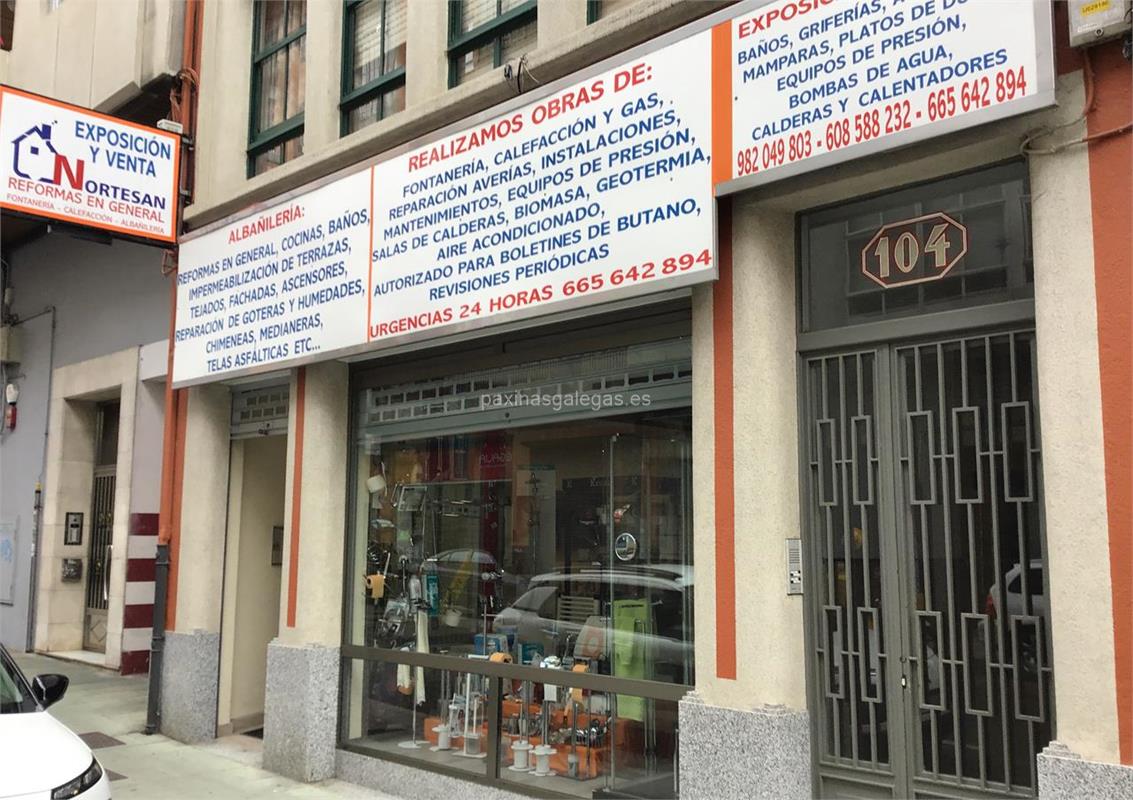 EXPOSICIÓN
Y VENTA
NORTESAN
REFORMAS EN GENERAL
FONTANERÍA - CALEFACCIÓN - ALBAÑILERÍA
ALBAÑILERÍA:
REFORMAS EN GENERAL, COCINAS, BAÑOS,
IMPERMEABILIZACIÓN DE TERRAZAS,
TEJADOS, FACHADAS, ASCENSORES,
REPARACIÓN DE GOTERAS Y HUMEDADES,
CHIMENEAS, MEDIANERAS,
TELAS ASFÁLTICAS ETC...
REALIZAMOS OBRAS DE:
FONTANERÍA, CALEFACCIÓN Y GAS,
REPARACIÓN AVERÍAS, INSTALACIONES,
MANTENIMIENTOS, EQUIPOS DE PRESIÓN,
SALAS DE CALDERAS, BIOMASA, GEOTERMIA,
AIRE ACONDICIONADO,
AUTORIZADO PARA BOLETINES DE BUTANO,
REVISIONES PERIÓDICAS
URGENCIAS 24 HORAS 665 642 894
BAÑOS, GRIFERÍAS,
MAMPARAS, PLATOS DE
EQUIPOS DE PRESIÓN,
BOMBAS DE AGUA,
CALDERAS Y CALENTADORES
982 049 803 - 608 588 232 - 665 642 894
104
paxinasgalegas.es